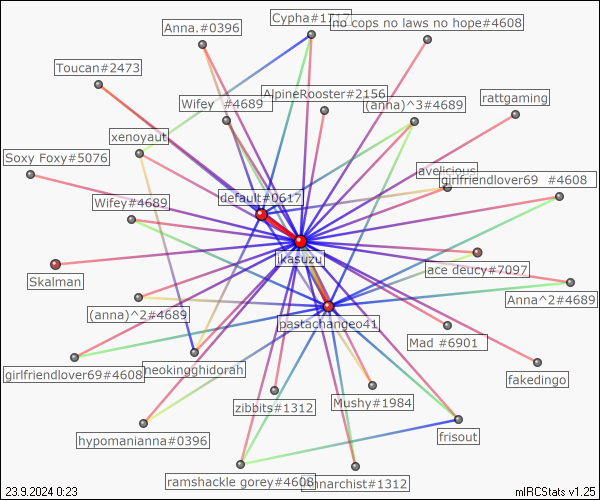 Cypha#1717
no cops no laws no hope#4608
Anna.#0396
Toucan#2473
AlpineRooster#2156
rattgaming
Wifey #4689
(anna)^3#4689
xenoyaut
Soxy Foxy#5076
avelicious
girlfriendlover69 #4608
default#0617
Wifey#4689
jkasuzu
ace deucy#7097
Skalman
Anna^2#4689
(anna)^2#4689
pastachangeo41
Mad #6901
girlfriendlover69#4608
neokingghidorah
fakedingo
zibbits#1312
Mushy#1984
hypomanianna#0396
frisout
ramshackle gorey#4608
23.9.2024 0:23
mIRCStats v1.25